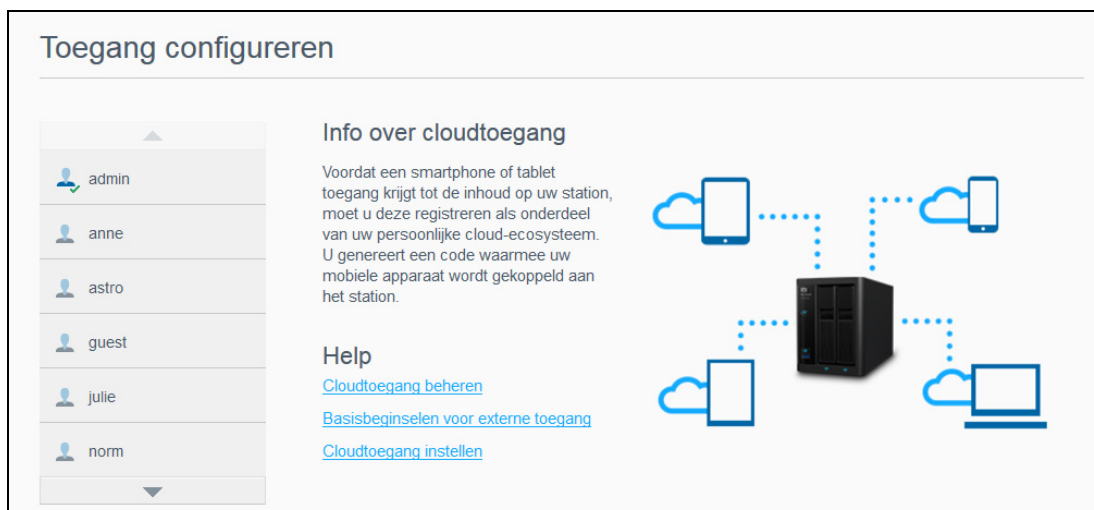 Toegang configureren
admin
anne
astro
guest
julie
norm
Info over cloudtoegang
Voordat een smartphone of tablet
toegang krijgt tot de inhoud op uw station,
moet u deze registreren als onderdeel
van uw persoonlijke cloud-ecosysteem.
U genereert een code waarmee uw
mobiele apparaat wordt gekoppeld aan
het station.
Help
Cloudtoegang beheren
Basisbeginselen voor externe toegang
Cloudtoegang instellen